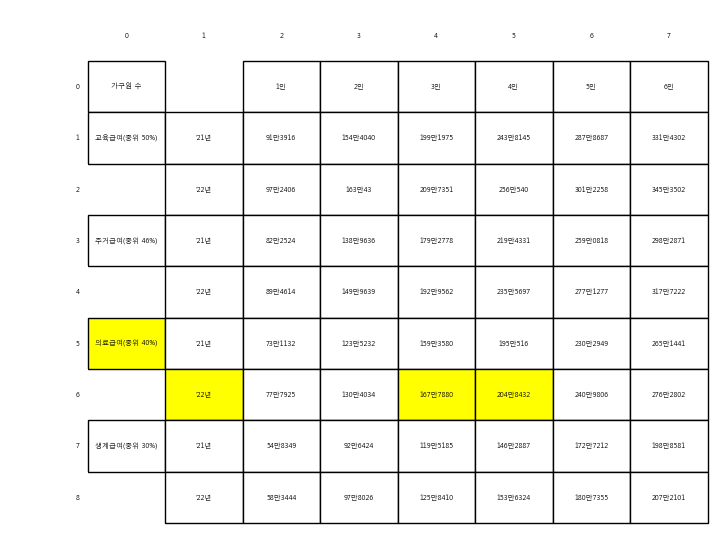 0 1 2 3 4 5 6 7
0 가구원 수 1인 2인 3인 4인 5인 6인
1 교육급여(중위 50%) '21년 91만3916 154만4040 199만1975 243만8145 287만8687 331만4302
2 '22년 97만2406 163만43 209만7351 256만540 301만2258 345만3502
3 주거급여(중위 46%) '21년 82만2524 138만9636 179만2778 219만4331 259만0818 298만2871
4 '22년 89만4614 149만9639 192만9562 235만5697 277만1277 317만7222
5 의료급여(중위 40%) '21년 73만1132 123만5232 159만3580 195만516 230만2949 265만1441
6 '22년 77만7925 130만4034 167만7880 204만8432 240만9806 276만2802
7 생계급여(중위 30%) '21년 54만8349 92만6424 119만5185 146만2887 172만7212 198만8581
8 '22년 58만3444 97만8026 125만8410 153만6324 180만7355 207만2101